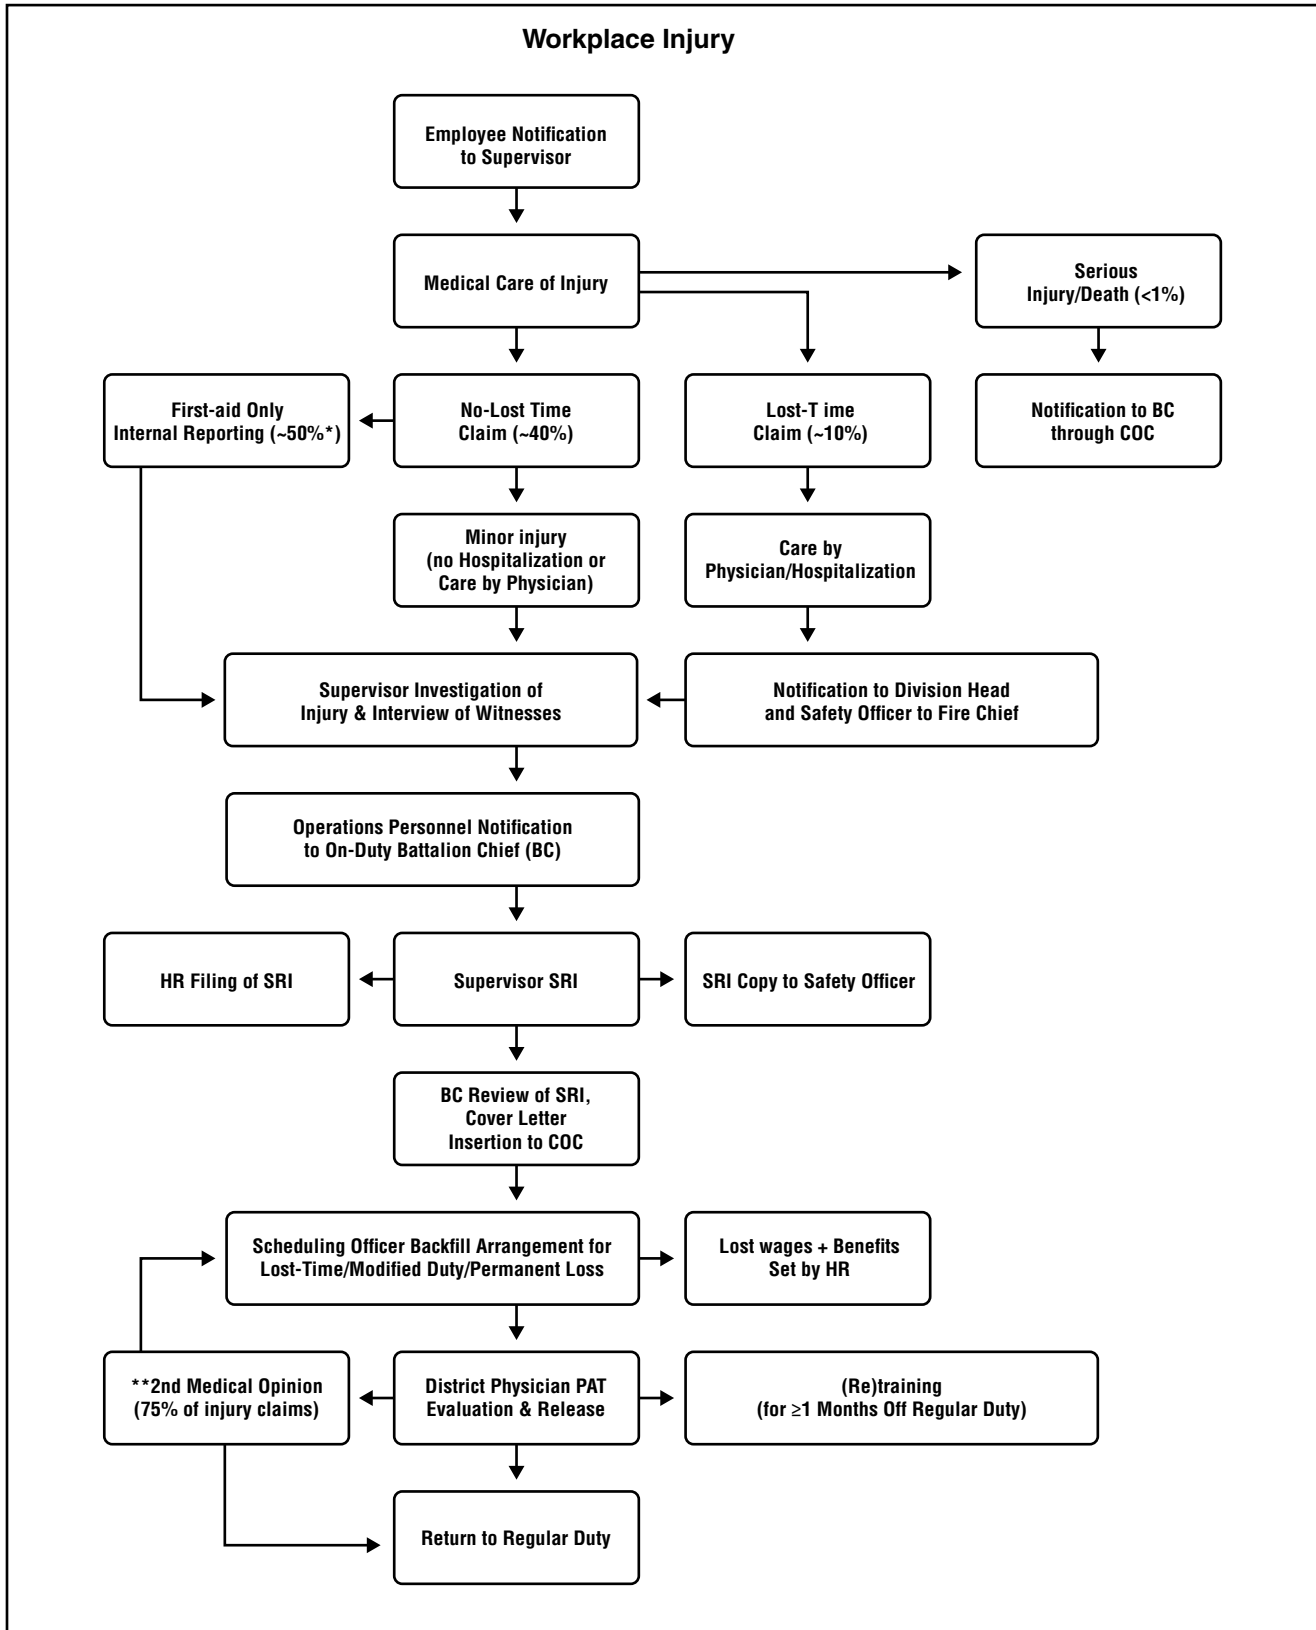 Workplace Injury
Employee Notification
to Supervisor
Medical Care of Injury
Serious
Injury/Death (<1%)
First-aid Only
Internal Reporting (~50%*)
No-Lost Time
Claim (~40%)
Lost-T ime
Claim (~10%)
Notification to BC
through COC
Minor injury
(no Hospitalization or
Care by Physician)
Care by
Physician/Hospitalization
Supervisor Investigation of
Injury & Interview of Witnesses
Notification to Division Head
and Safety Officer to Fire Chief
Operations Personnel Notification
to On-Duty Battalion Chief (BC)
HR Filing of SRI
Supervisor SRI
SRI Copy to Safety Officer
BC Review of SRI,
Cover Letter
Insertion to COC
Scheduling Officer Backfill Arrangement for
Lost-Time/Modified Duty/Permanent Loss
Lost wages + Benefits
Set by HR
**2nd Medical Opinion
(75% of injury claims)
District Physician PAT
Evaluation & Release
(Re)training
(for ≥1 Months Off Regular Duty)
Return to Regular Duty